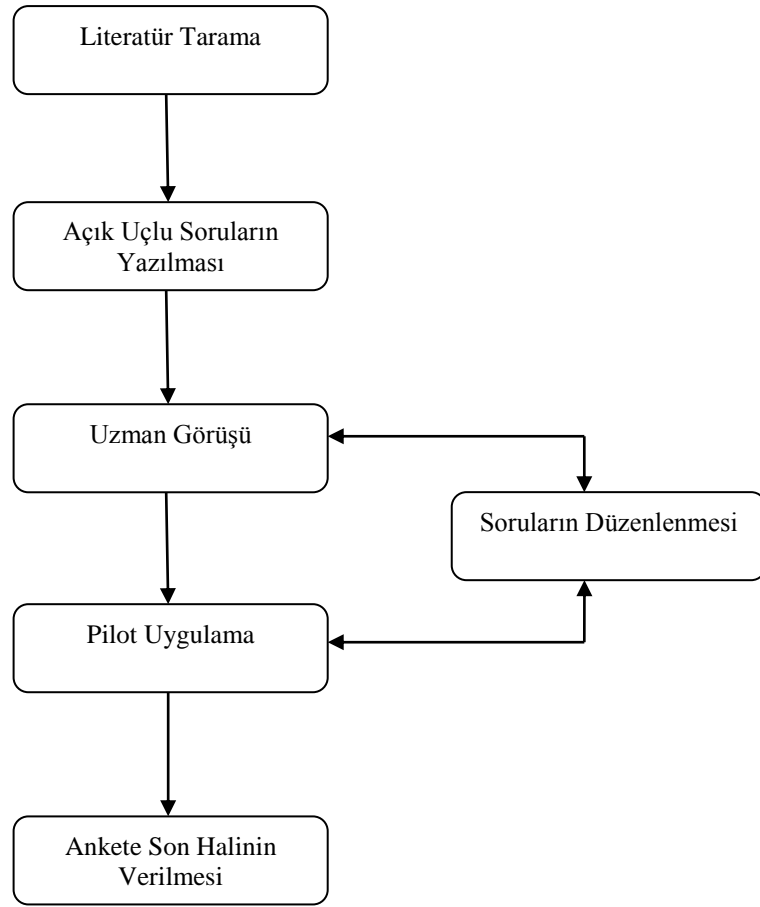 Literatür Tarama
Açık Uçlu Soruların
Yazılması
Uzman Görüşü
Soruların Düzenlenmesi
Pilot Uygulama
Ankete Son Halinin
Verilmesi